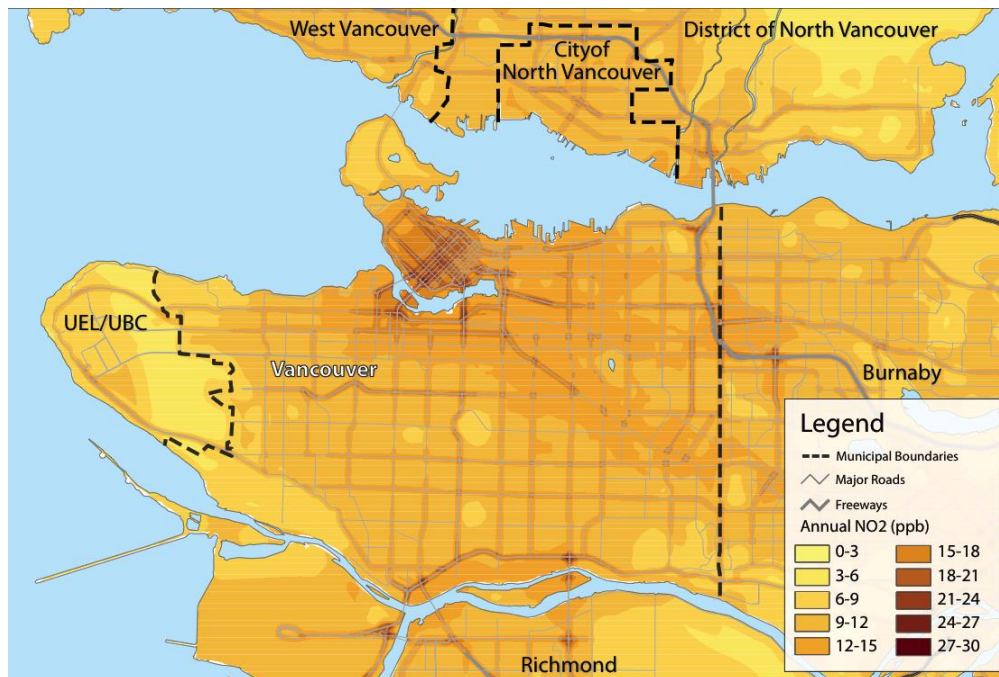 West Vancouver
District of North Vancouver
Cityof
North Vancouver
UEL/UBC
Vancouver
Burnaby
Richmond
Legend
Municipal Boundaries
Major Roads
Freeways
Annual NO2 (ppb)
0-3
3-6
6-9
9-12
12-15
15-18
18-21
21-24
24-27
27-30